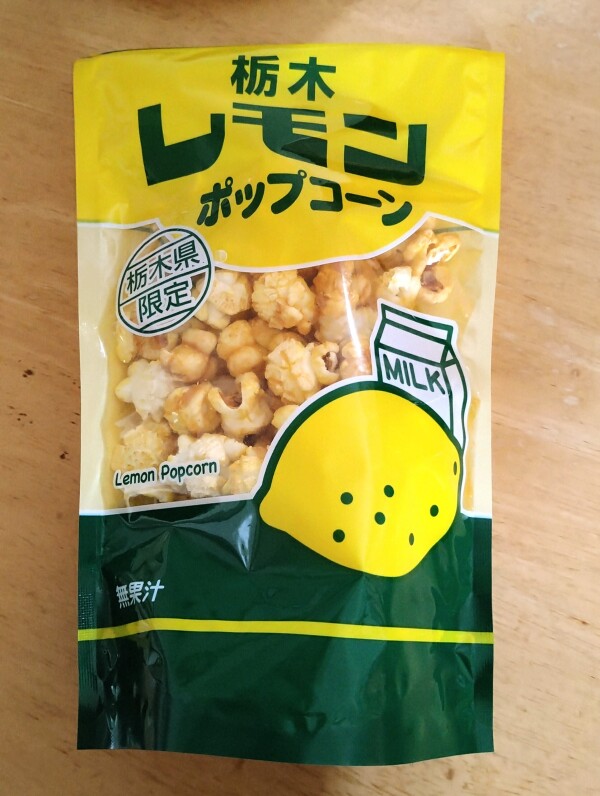 栃木
レモン
ポップコーン
栃木県
限定
MILK
Lemon Popcorn
無果汁